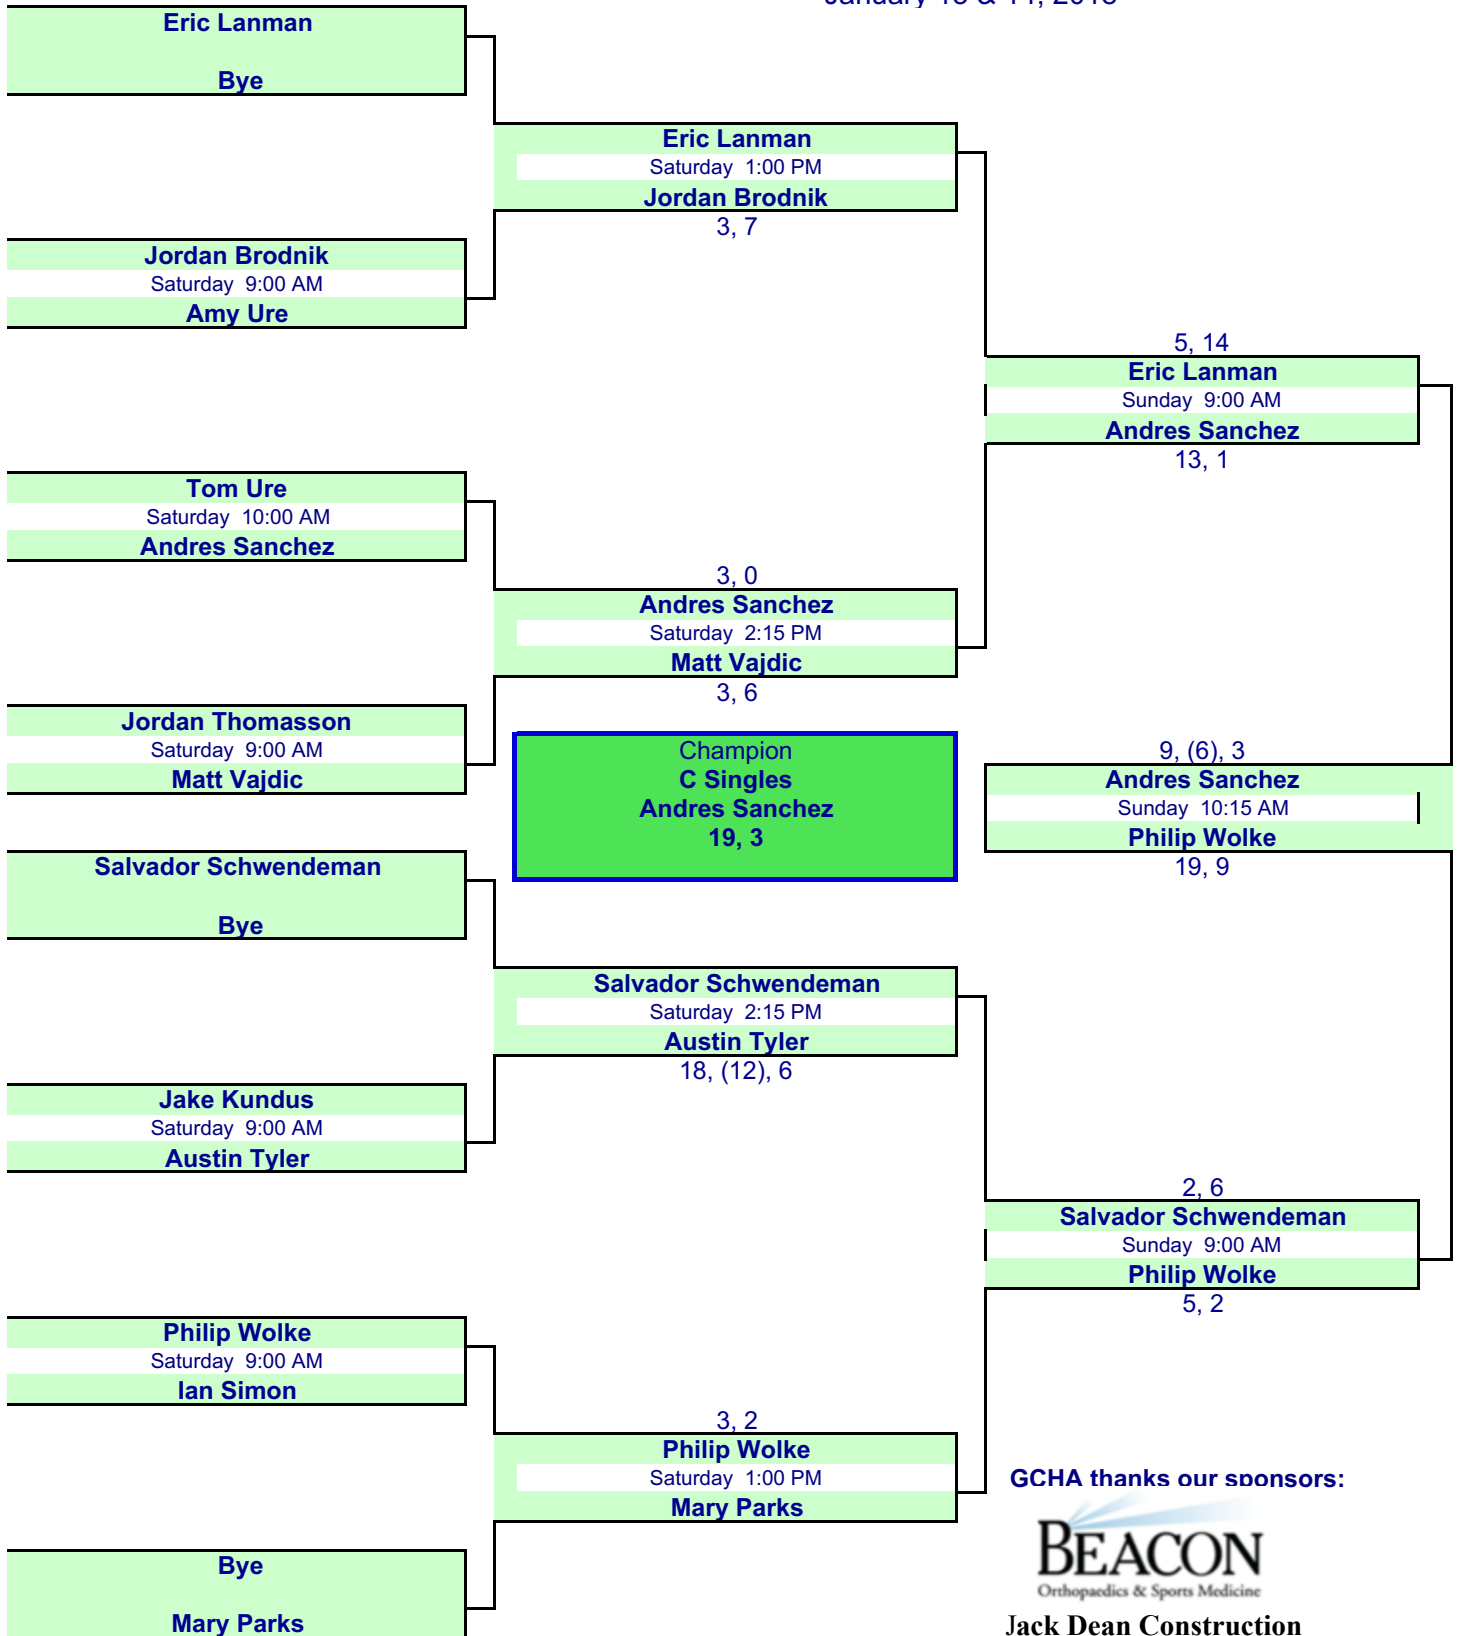 Eric Lanman
Bye
Jordan Brodnik
Saturday 9:00 AM
Amy Ure
Tom Ure
Saturday 10:00 AM
Andres Sanchez
Jordan Thomasson
Saturday 9:00 AM
Matt Vajdic
Salvador Schwendeman
Bye
Jake Kundus
Saturday 9:00 AM
Austin Tyler
Philip Wolke
Saturday 9:00 AM
Ian Simon
Bye
Mary Parks
Eric Lanman
Saturday 1:00 PM
Jordan Brodnik
3, 7
3, 0
Andres Sanchez
Saturday 2:15 PM
Matt Vajdic
3, 6
Champion
C Singles
Andres Sanchez
19, 3
Salvador Schwendeman
Saturday 2:15 PM
Austin Tyler
18, (12), 6
3, 2
Philip Wolke
Saturday 1:00 PM
Mary Parks
5, 14
Eric Lanman
Sunday 9:00 AM
Andres Sanchez
13, 1
9, (6), 3
Andres Sanchez
Sunday 10:15 AM
Philip Wolke
19, 9
2, 6
Salvador Schwendeman
Sunday 9:00 AM
Philip Wolke
5, 2
GCHA thanks our sponsors:
BEACON
Orthopaedics & Sports Medicine
Jack Dean Construction